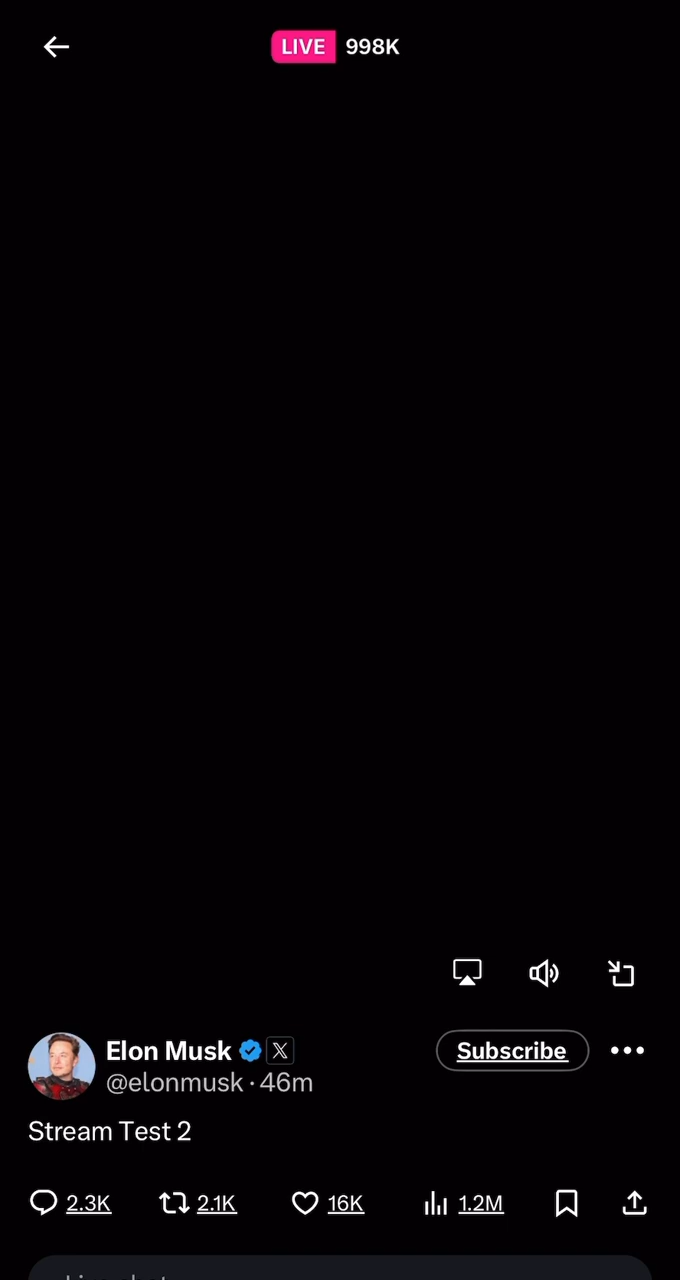 LIVE 998K
Elon Musk
@elonmusk · 46m
Subscribe
Stream Test 2
2.3K 2.1K 16K 1.2M